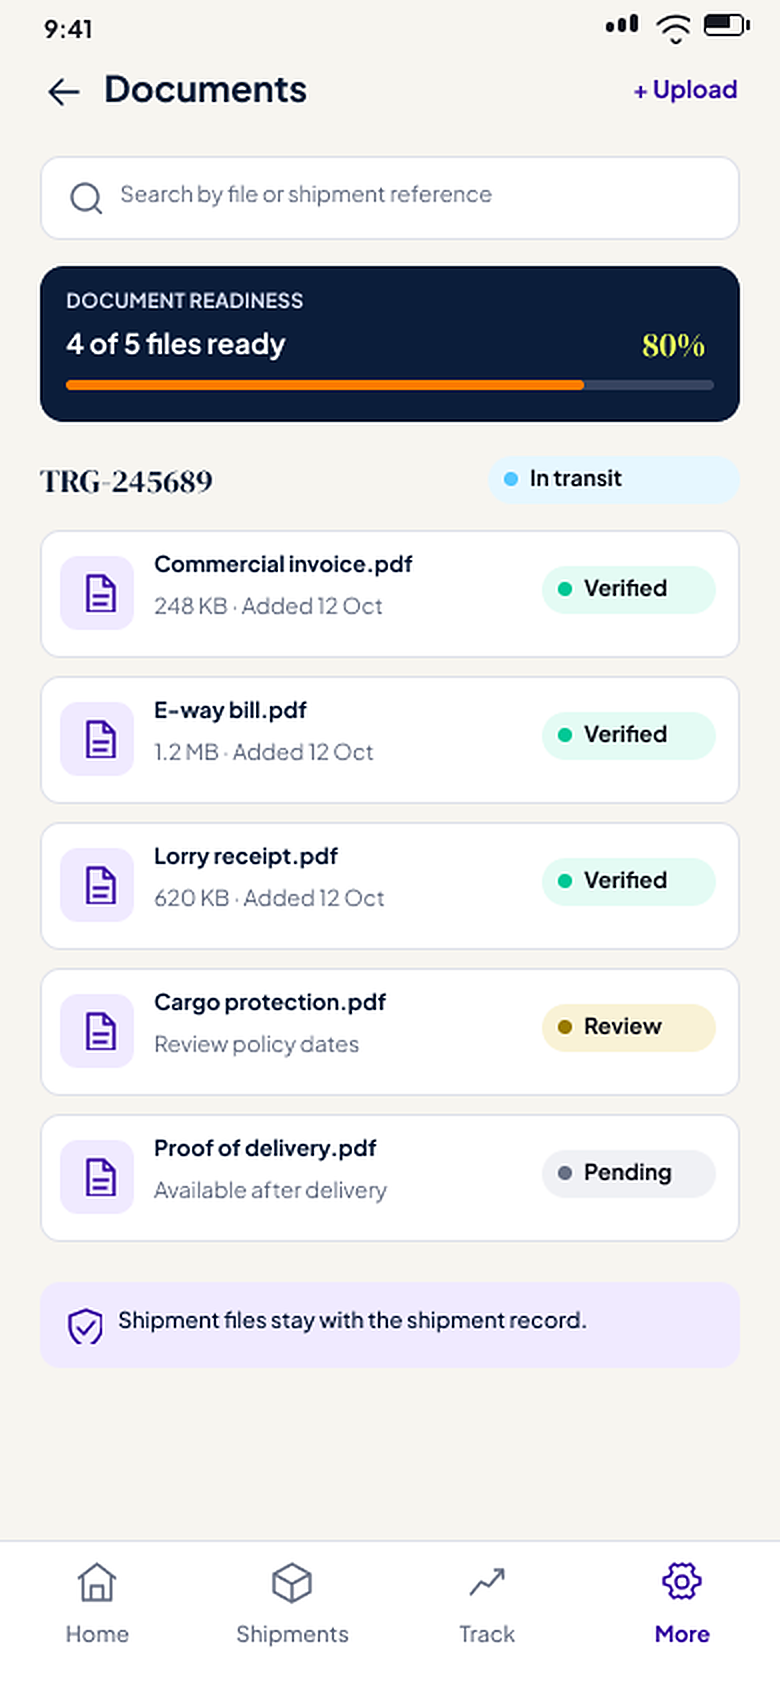 9:41
Documents
+ Upload
Search by file or shipment reference
DOCUMENT READINESS
4 of 5 files ready
80%
TRG-245689
In transit
Commercial invoice.pdf
248 KB · Added 12 Oct
Verified
E-way bill.pdf
1.2 MB · Added 12 Oct
Verified
Lorry receipt.pdf
620 KB · Added 12 Oct
Verified
Cargo protection.pdf
Review policy dates
Review
Proof of delivery.pdf
Available after delivery
Pending
Shipment files stay with the shipment record.
Home
Shipments
Track
More